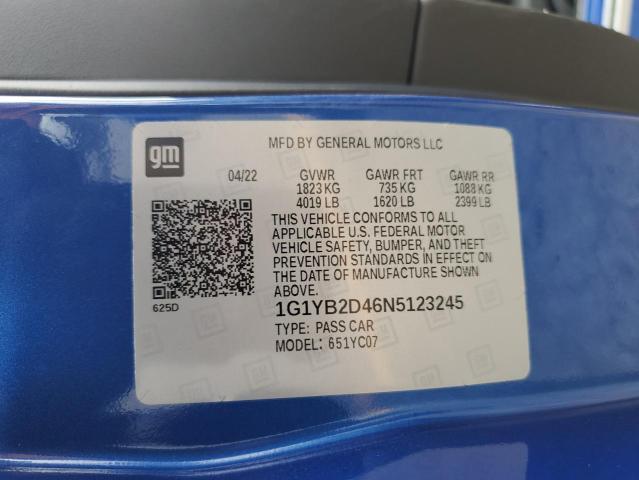 gm
MFD BY GENERAL MOTORS LLC
04/22 GVWR GAWR FRT GAWR RR
1823 KG 735 KG 1088 KG
4019 LB 1620 LB 2399 LB
THIS VEHICLE CONFORMS TO ALL
APPLICABLE U.S. FEDERAL MOTOR
VEHICLE SAFETY, BUMPER, AND THEFT
PREVENTION STANDARDS IN EFFECT ON
THE DATE OF MANUFACTURE SHOWN
ABOVE.
625D
1G1YB2D46N5123245
TYPE: PASS CAR
MODEL: 651YC07